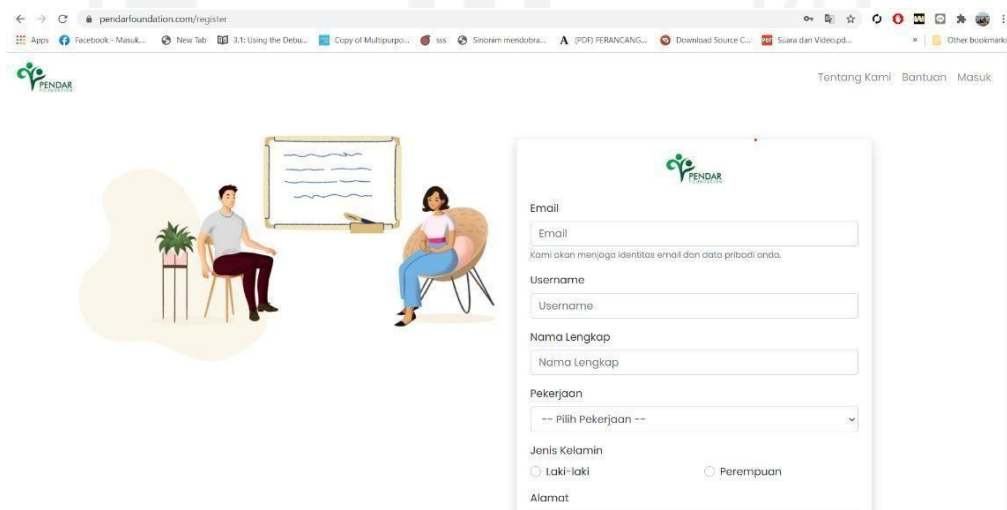 pendarfoundation.com/register
Apps Facebook - Masuk... New Tab 3.1: Using the Debu... Copy of Multipurpo... sss Sinonim mendobra... (PDF) PERANCANG... Download Source C... Suara dan Video.pd... » Other bookmarks
PENDAR
FOUNDATION
Tentang Kami Bantuan Masuk
PENDAR
FOUNDATION
Email
Email
Kami akan menjaga identitas email dan data pribadi anda.
Username
Username
Nama Lengkap
Nama Lengkap
Pekerjaan
-- Pilih Pekerjaan --
Jenis Kelamin
Laki-laki Perempuan
Alamat